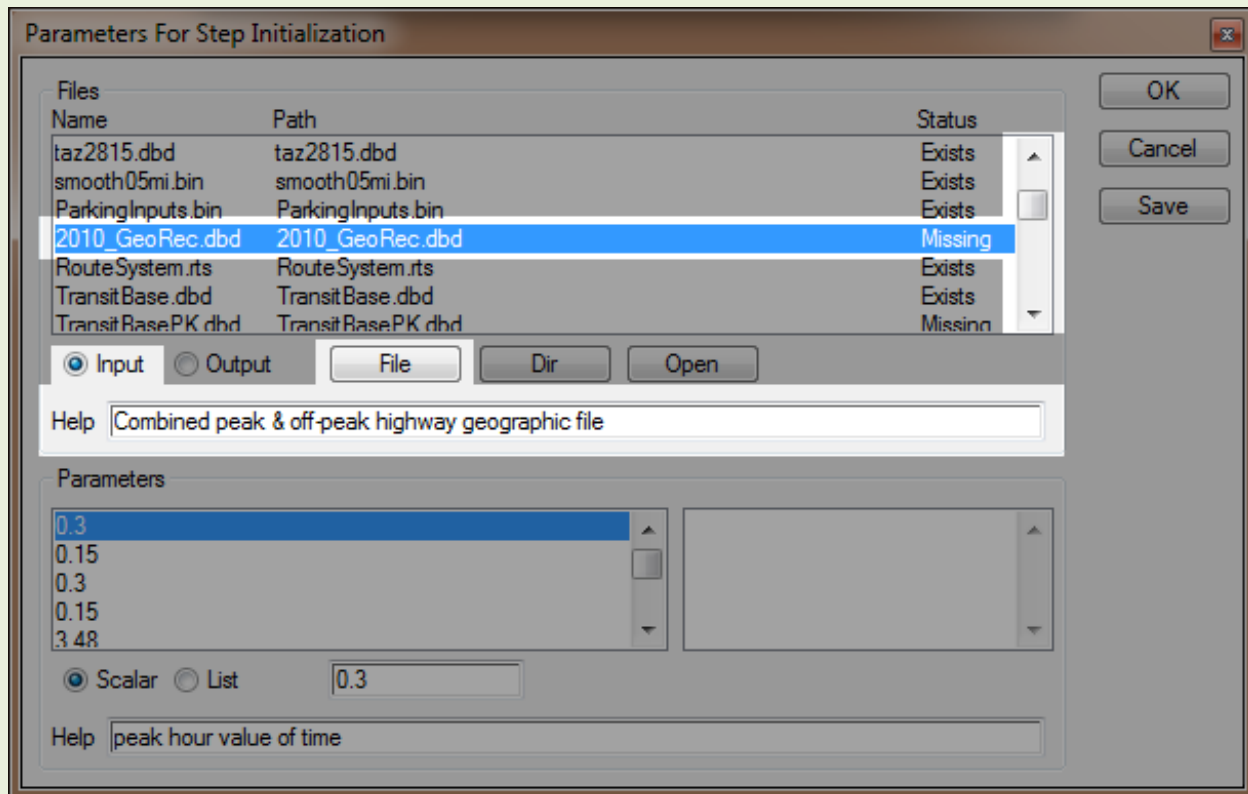 Parameters For Step Initialization
Files
Name Path Status
taz2815.dbd taz2815.dbd Exists
smooth05mi.bin smooth05mi.bin Exists
ParkingInputs.bin ParkingInputs.bin Exists
2010_GeoRec.dbd 2010_GeoRec.dbd Missing
RouteSystem.rts RouteSystem.rts Exists
TransitBase.dbd TransitBase.dbd Exists
TransitBasePK.dbd TransitBasePK.dbd Missing
Input Output File Dir Open
Help Combined peak & off-peak highway geographic file
OK
Cancel
Save
Parameters
0.3
0.15
0.3
0.15
3.48
Scalar List 0.3
Help peak hour value of time